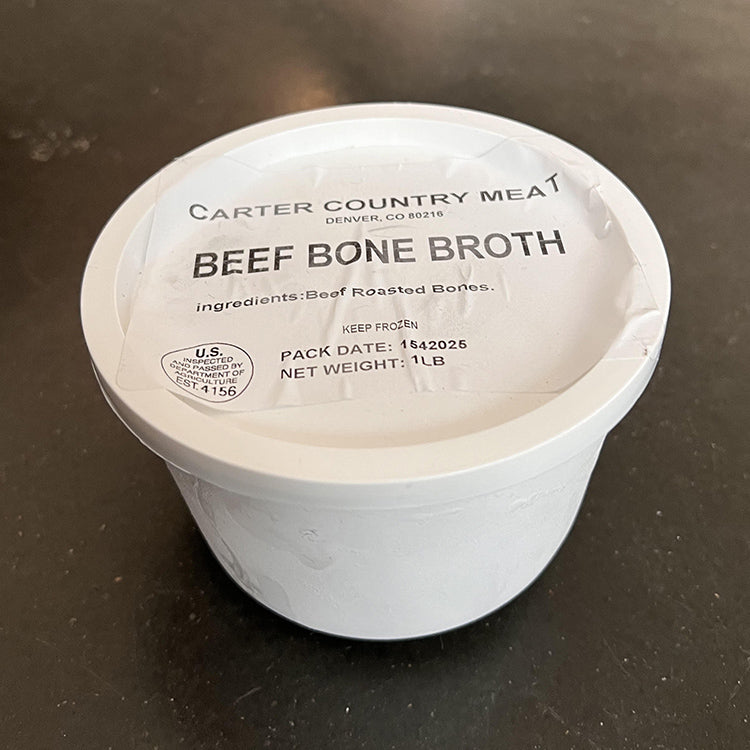 CARTER COUNTRY MEAT
DENVER, CO 80216
BEEF BONE BROTH
ingredients:Beef Roasted Bones.
KEEP FROZEN
PACK DATE: 1542025
NET WEIGHT: 1LB
U.S.
INSPECTED
AND PASSED BY
DEPARTMENT OF
AGRICULTURE
EST. 4156